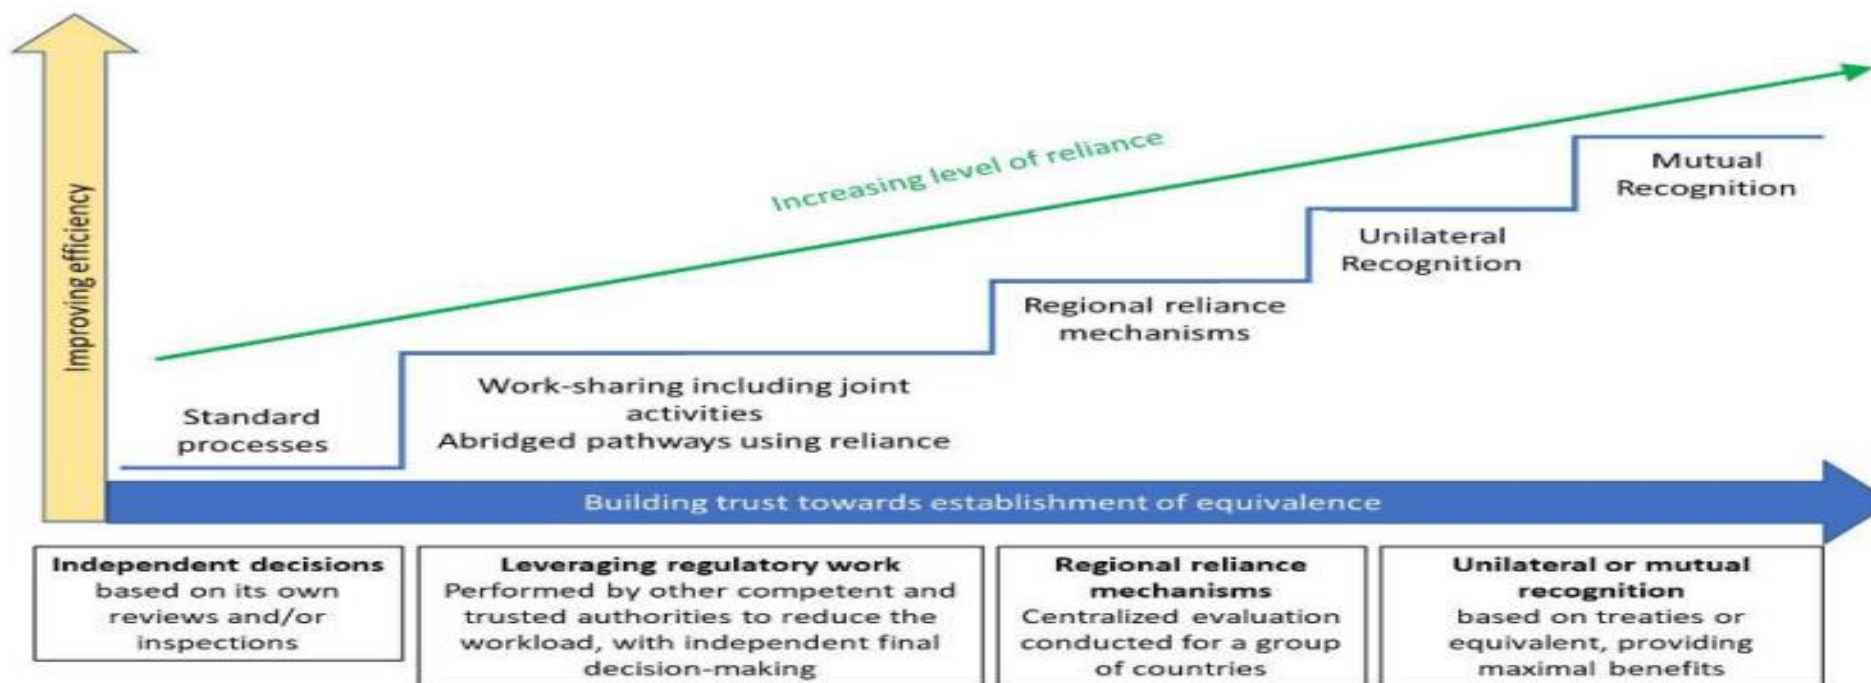 Improving efficiency
Increasing level of reliance
Standard
processes
Work-sharing including joint
activities
Abridged pathways using reliance
Regional reliance
mechanisms
Unilateral
Recognition
Mutual
Recognition
Building trust towards establishment of equivalence
Independent decisions
based on its own
reviews and/or
inspections
Leveraging regulatory work
Performed by other competent and
trusted authorities to reduce the
workload, with independent final
decision-making
Regional reliance
mechanisms
Centralized evaluation
conducted for a group
of countries
Unilateral or mutual
recognition
based on treaties or
equivalent, providing
maximal benefits